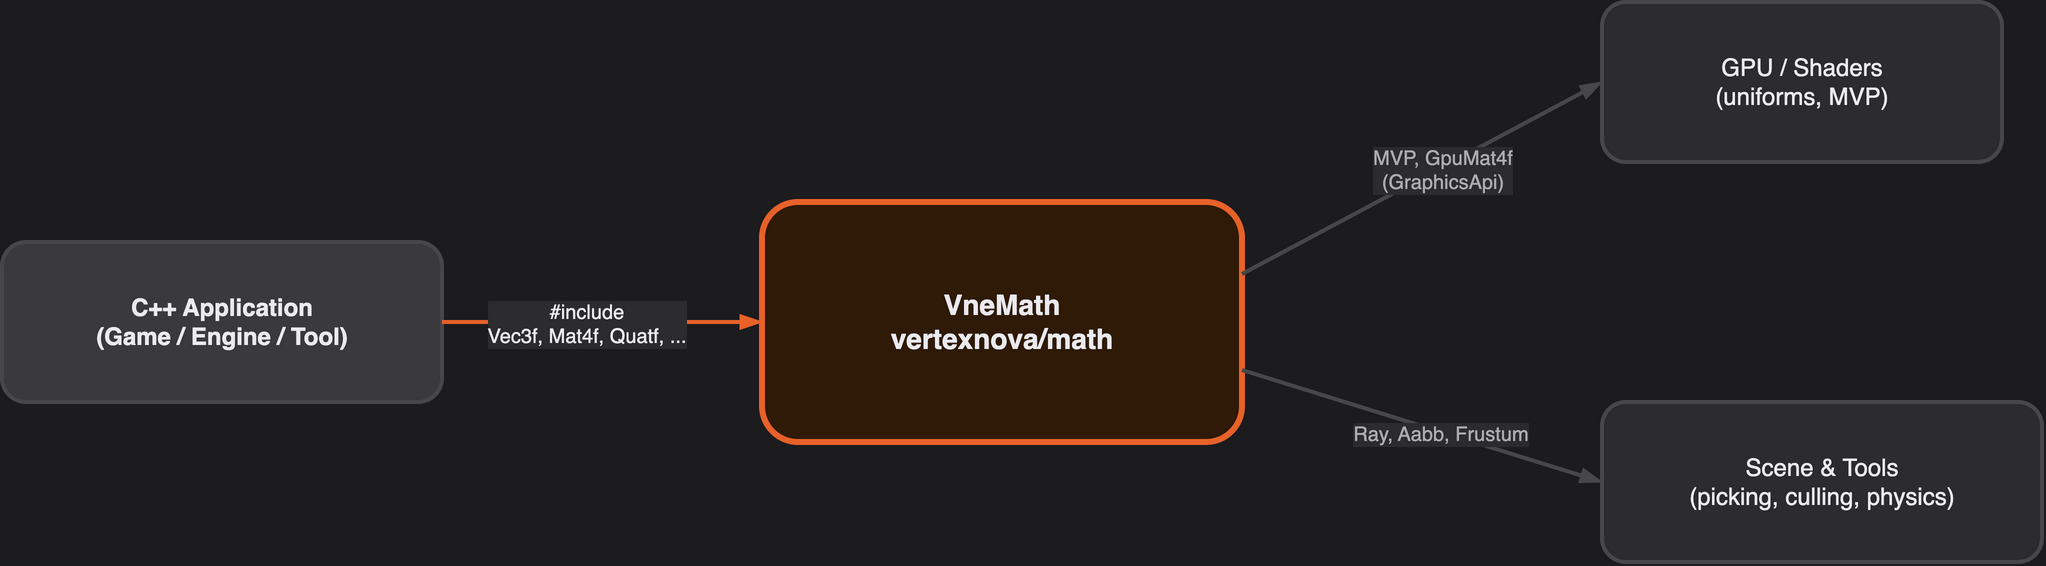 C++ Application
(Game / Engine / Tool)
#include
Vec3f, Mat4f, Quatf, ...
VneMath
vertexnova/math
MVP, GpuMat4f
(GraphicsApi)
GPU / Shaders
(uniforms, MVP)
Ray, Aabb, Frustum
Scene & Tools
(picking, culling, physics)